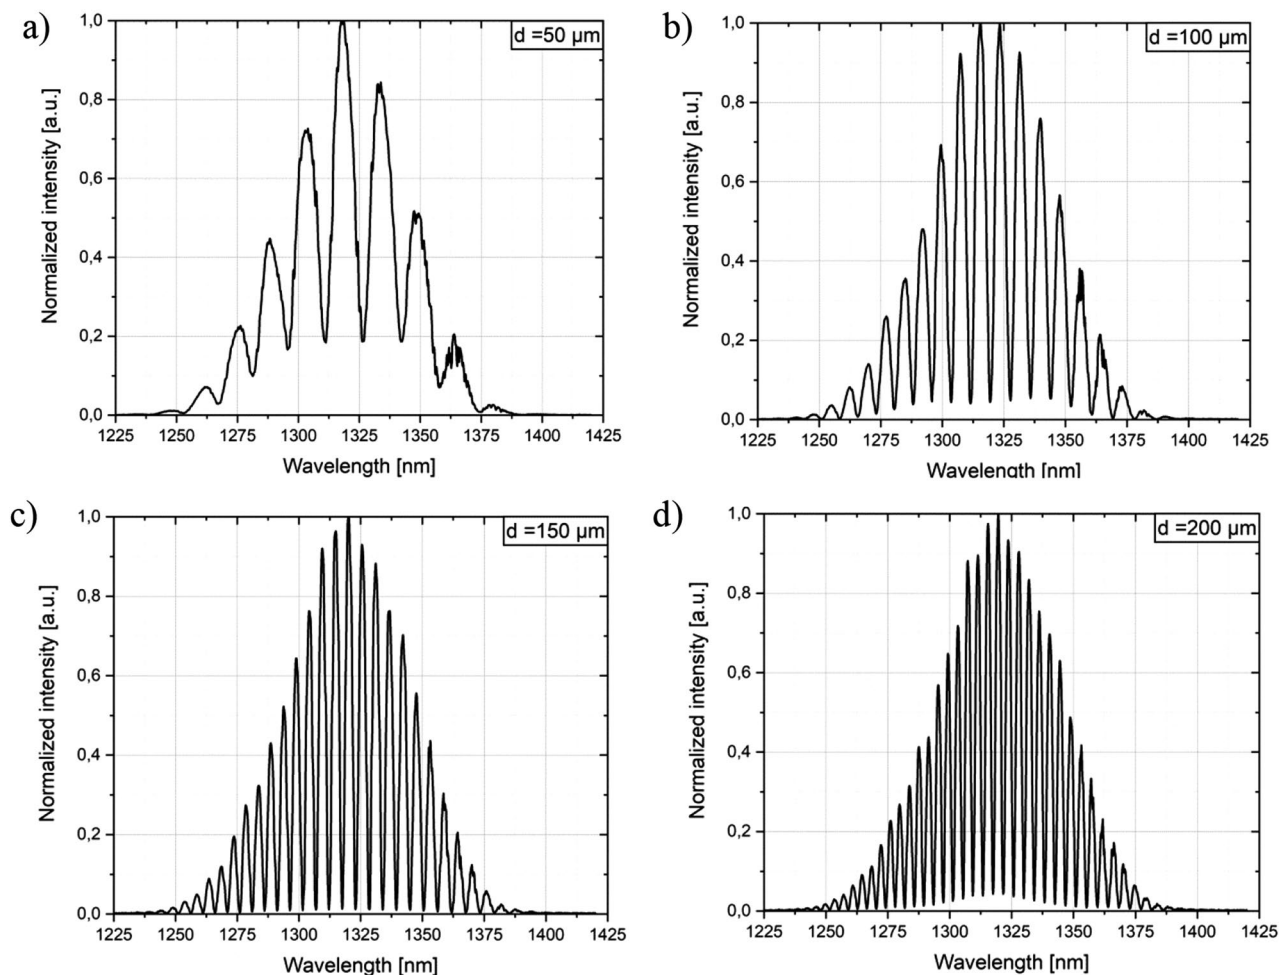 a)
d =50 µm
Normalized intensity [a.u.]
1,0
0,8
0,6
0,4
0,2
0,0
1225 1250 1275 1300 1325 1350 1375 1400 1425
Wavelength [nm]
b)
d =100 µm
Normalized intensity [a.u.]
1,0
0,8
0,6
0,4
0,2
0,0
1225 1250 1275 1300 1325 1350 1375 1400 1425
Wavelength [nm]
c)
d =150 µm
Normalized intensity [a.u.]
1,0
0,8
0,6
0,4
0,2
0,0
1225 1250 1275 1300 1325 1350 1375 1400 1425
Wavelength [nm]
d)
d =200 µm
Normalized intensity [a.u.]
1,0
0,8
0,6
0,4
0,2
0,0
1225 1250 1275 1300 1325 1350 1375 1400 1425
Wavelength [nm]